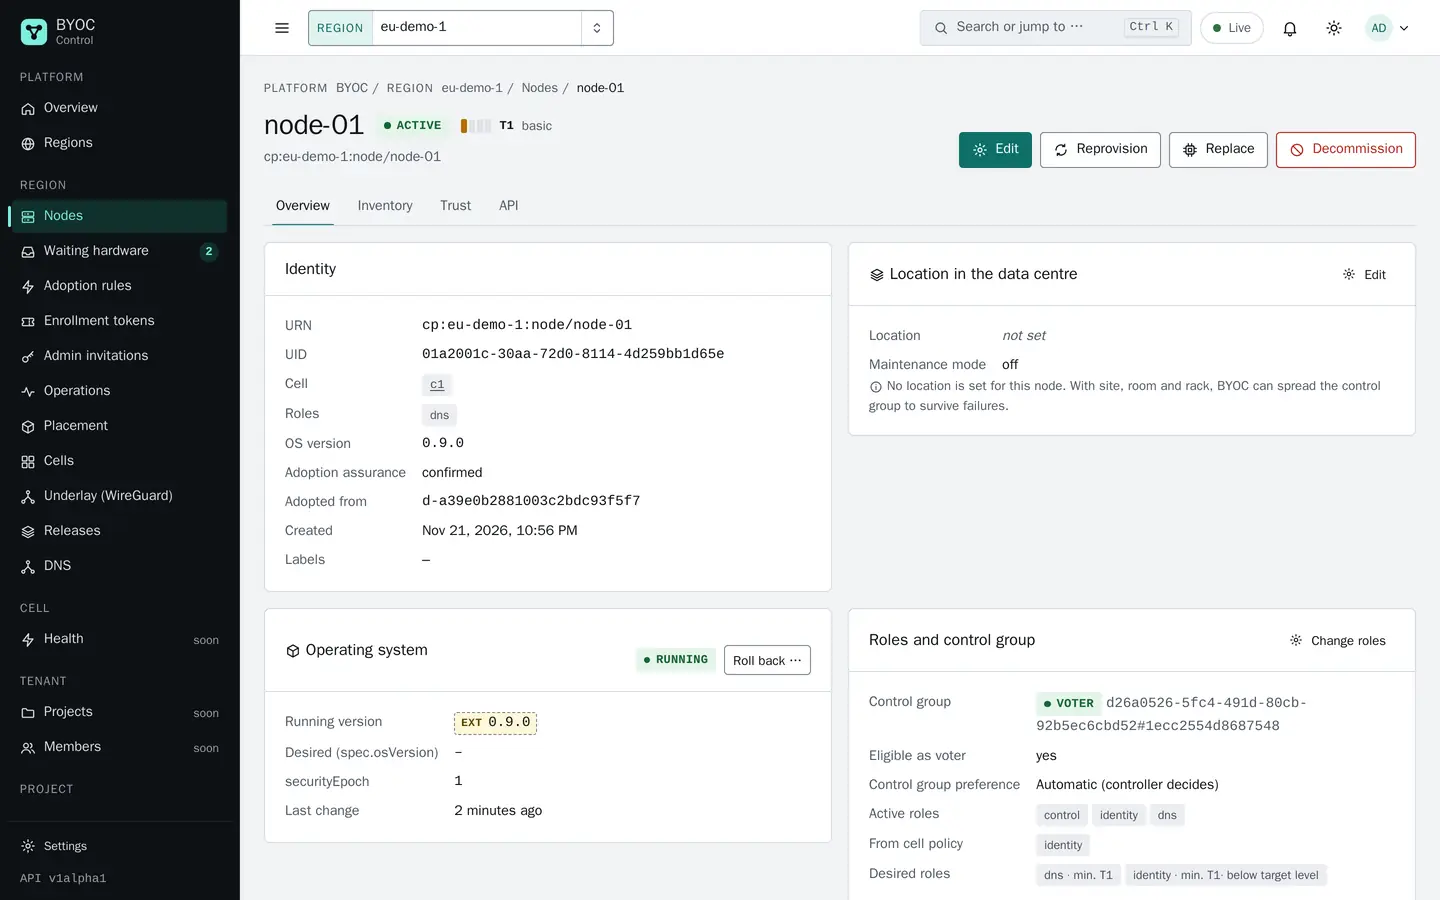 BYOC
Control
PLATFORM
Overview
Regions
REGION
Nodes
Waiting hardware 2
Adoption rules
Enrollment tokens
Admin invitations
Operations
Placement
Cells
Underlay (WireGuard)
Releases
DNS
CELL
Health soon
TENANT
Projects soon
Members soon
PROJECT
Settings
API v1alpha1
REGION eu-demo-1
Search or jump to ··· Ctrl K
Live
AD
PLATFORM BYOC / REGION eu-demo-1 / Nodes / node-01
node-01 ACTIVE T1 basic
cp:eu-demo-1:node/node-01
Edit Reprovision Replace Decommission
Overview Inventory Trust API
Identity
URN cp:eu-demo-1:node/node-01
UID 01a2001c-30aa-72d0-8114-4d259bb1d65e
Cell c1
Roles dns
OS version 0.9.0
Adoption assurance confirmed
Adopted from d-a39e0b2881003c2bdc93f5f7
Created Nov 21, 2026, 10:56 PM
Labels –
Location in the data centre Edit
Location not set
Maintenance mode off
No location is set for this node. With site, room and rack, BYOC can spread the control
group to survive failures.
Operating system RUNNING Roll back ···
Running version EXT 0.9.0
Desired (spec.osVersion) –
securityEpoch 1
Last change 2 minutes ago
Roles and control group Change roles
Control group VOTER d26a0526-5fc4-491d-80cb-
92b5ec6cbd52#1ecc2554d8687548
Eligible as voter yes
Control group preference Automatic (controller decides)
Active roles control identity dns
From cell policy identity
Desired roles dns · min. T1 identity · min. T1· below target level